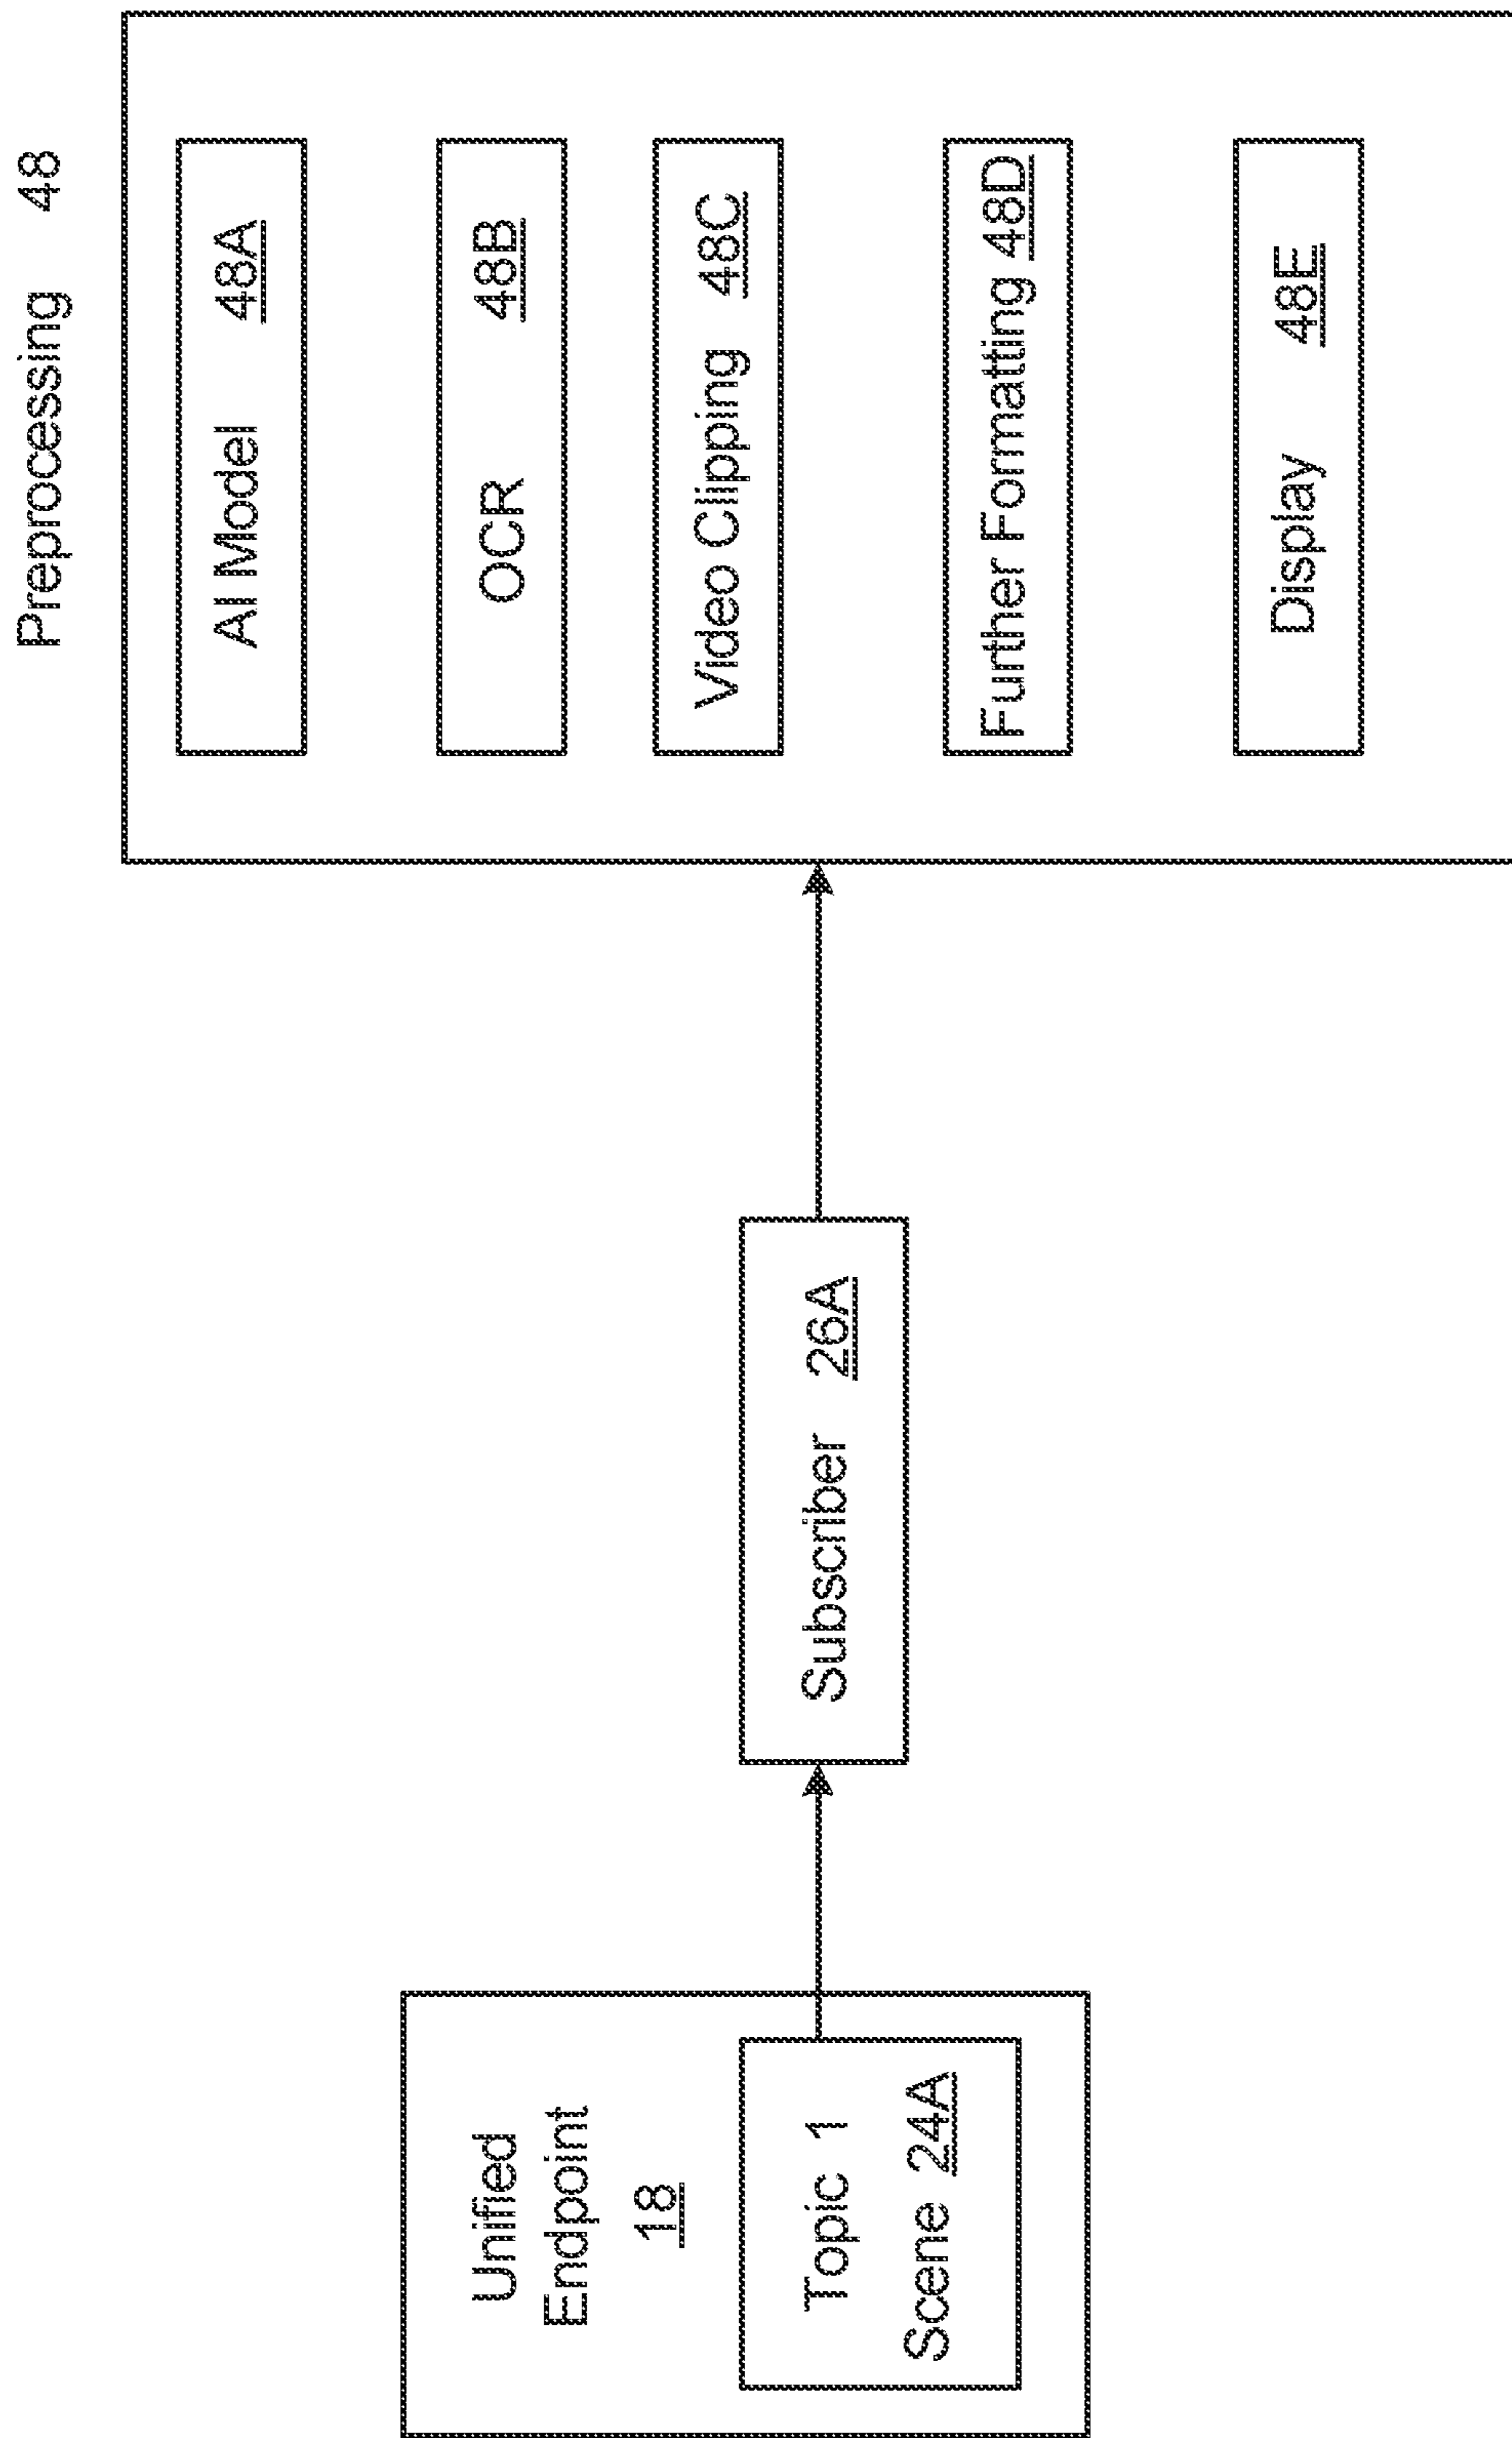 Unified
Endpoint
18
Topic 1
Scene 24A
Subscriber 26A
Preprocessing 48
AI Model 48A
OCR 48B
Video Clipping 48C
Further Formatting 48D
Display 48E